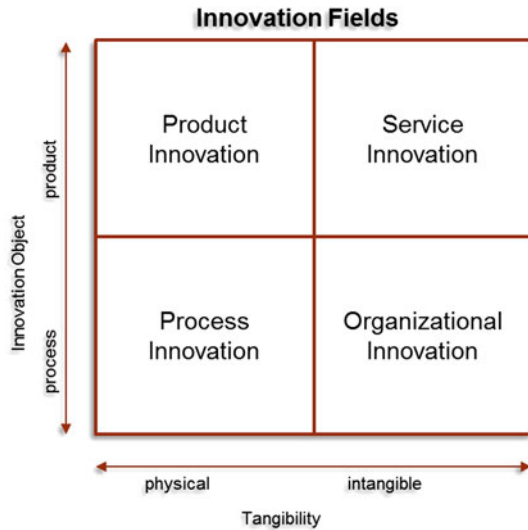 Innovation Fields
Product
Innovation
Service
Innovation
Process
Innovation
Organizational
Innovation
Innovation Object
product
process
physical
intangible
Tangibility